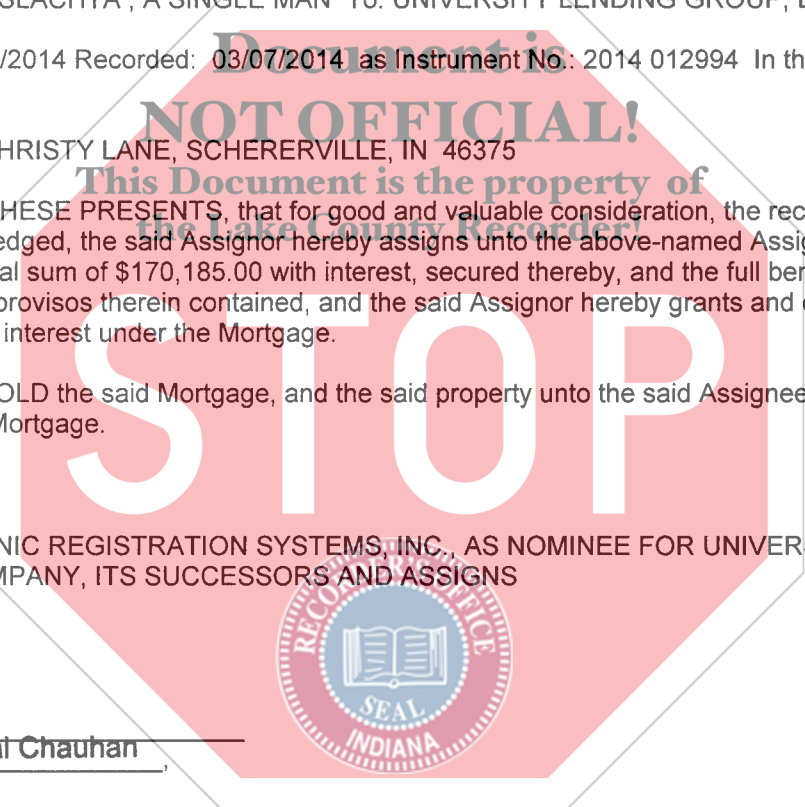 A SINGLE MAN To: UNIVERSITY LENDING GROUP,
/2014 Recorded: 03/07/2014 as Instrument No.: 2014 012994 In th
Document is
NOT OFFICIAL!
HRISTY LANE, SCHERERVILLE, IN 46375
This Document is the property of
HESE PRESENTS, that for good and valuable consideration, the rec
the Lake County Recorder!
edged, the said Assignor hereby assigns unto the above-named Assig
al sum of $170,185.00 with interest, secured thereby, and the full ben
provisos therein contained, and the said Assignor hereby grants and
interest under the Mortgage.
STOP
OLD the said Mortgage, and the said property unto the said Assignee
Mortgage.
NIC REGISTRATION SYSTEMS, INC., AS NOMINEE FOR UNIVER
MPANY, ITS SUCCESSORS AND ASSIGNS
RECORDER'S OFFICE
SEAL
INDIANA
Chauhan